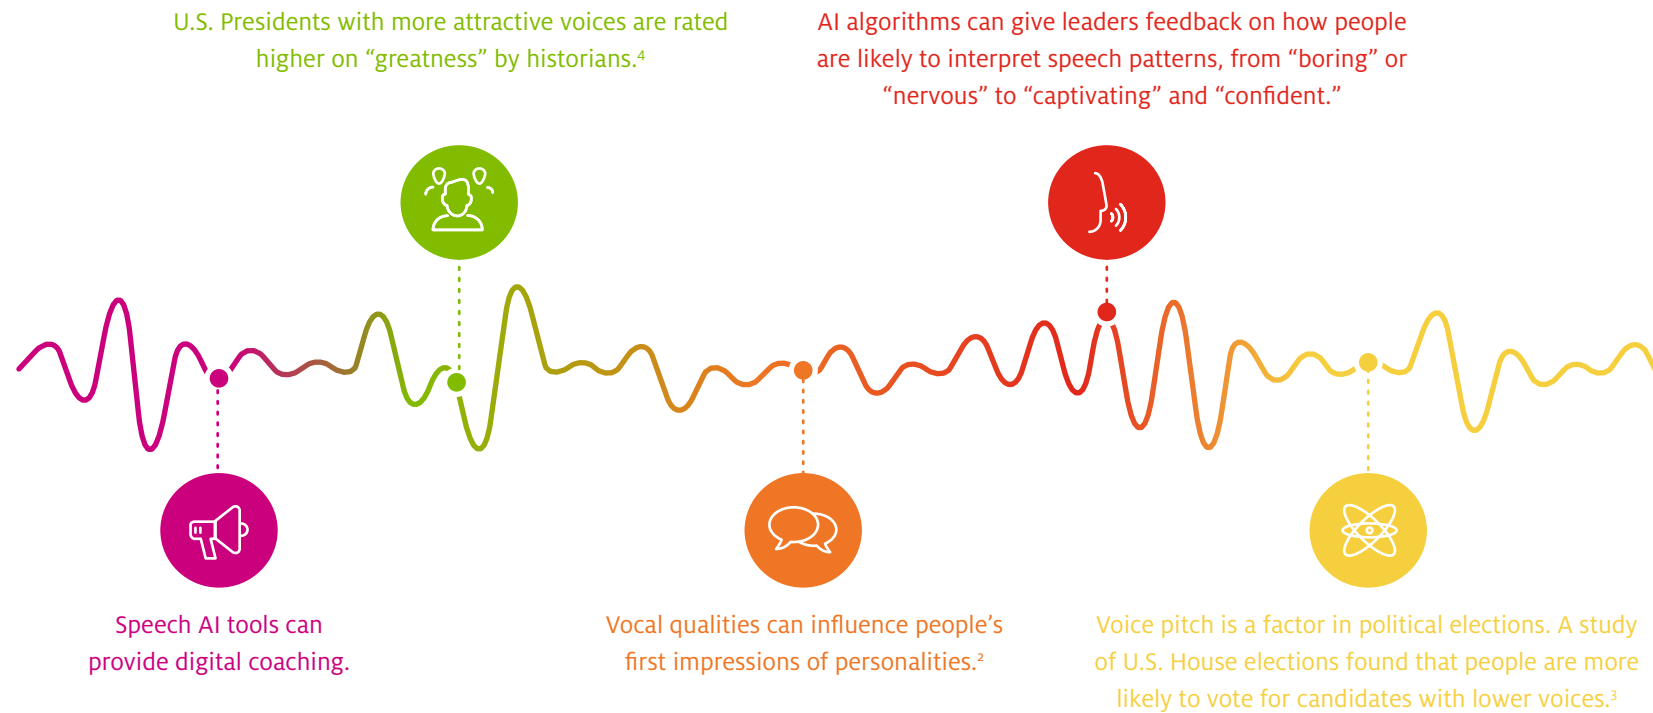 U.S. Presidents with more attractive voices are rated
higher on “greatness” by historians.⁴
AI algorithms can give leaders feedback on how people
are likely to interpret speech patterns, from “boring” or
“nervous” to “captivating” and “confident.”
Speech AI tools can
provide digital coaching.
Vocal qualities can influence people’s
first impressions of personalities.²
Voice pitch is a factor in political elections. A study
of U.S. House elections found that people are more
likely to vote for candidates with lower voices.³